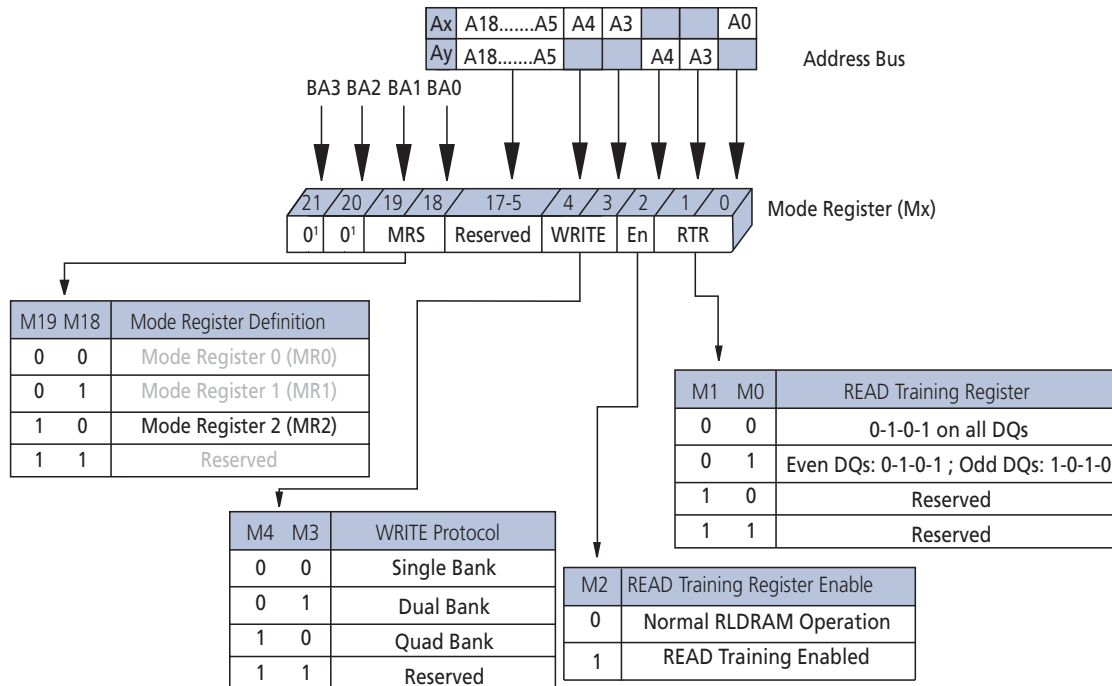 Ax A18.......A5 A4 A3 A0
Ay A18.......A5 A4 A3
Address Bus
BA3 BA2 BA1 BA0
21 20 19 18 17-5 4 3 2 1 0
Mode Register (Mx)
0¹ 0¹ MRS Reserved WRITE En RTR
M19 M18 Mode Register Definition
0 0 Mode Register 0 (MR0)
0 1 Mode Register 1 (MR1)
1 0 Mode Register 2 (MR2)
1 1 Reserved
M1 M0 READ Training Register
0 0 0-1-0-1 on all DQs
0 1 Even DQs: 0-1-0-1 ; Odd DQs: 1-0-1-0
1 0 Reserved
1 1 Reserved
M4 M3 WRITE Protocol
0 0 Single Bank
0 1 Dual Bank
1 0 Quad Bank
1 1 Reserved
M2 READ Training Register Enable
0 Normal RLDRAM Operation
1 READ Training Enabled